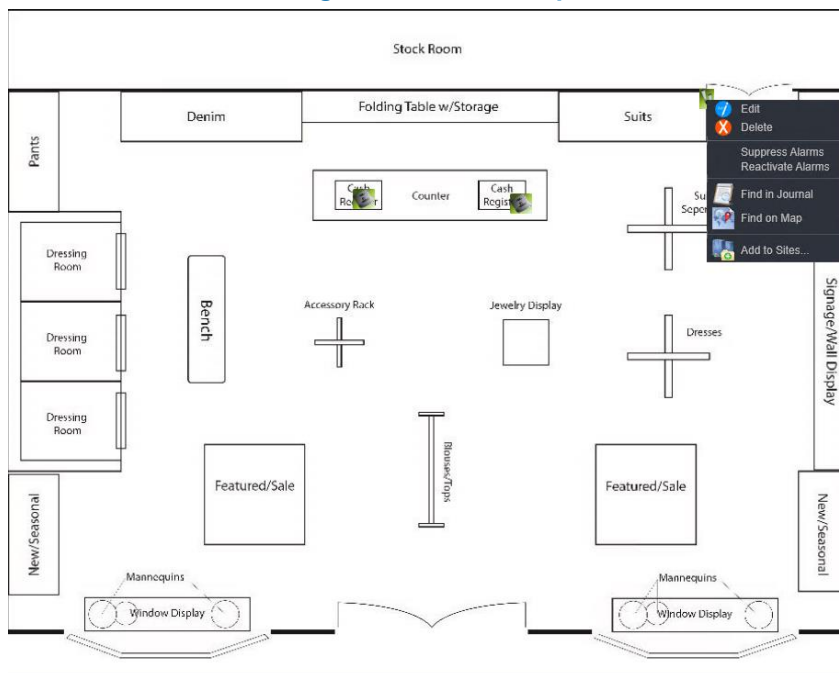 Stock Room
Denim
Folding Table w/Storage
Suits
Edit
Delete
Suppress Alarms
Reactivate Alarms
Find in Journal
Find on Map
Add to Sites...
Pants
Counter
Cash
Dressing
Room
Dressing
Room
Dressing
Room
Bench
Accessory Rack
Jewelry Display
Dresses
Signage/Wall Display
Blouses/Tops
Featured/Sale
Featured/Sale
New/Seasonal
New/Seasonal
Mannequins
Window Display
Mannequins
Window Display